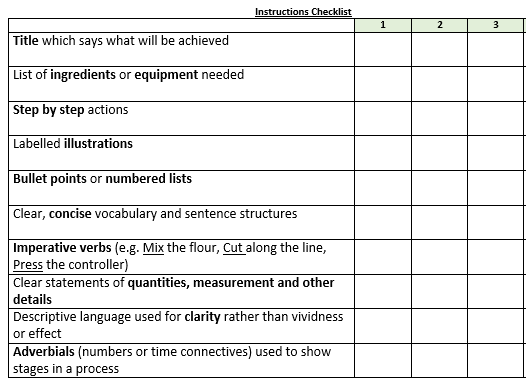 Instructions Checklist
1 2 3
Title which says what will be achieved
List of ingredients or equipment needed
Step by step actions
Labelled illustrations
Bullet points or numbered lists
Clear, concise vocabulary and sentence structures
Imperative verbs (e.g. Mix the flour, Cut along the line,
Press the controller)
Clear statements of quantities, measurement and other
details
Descriptive language used for clarity rather than vividness
or effect
Adverbials (numbers or time connectives) used to show
stages in a process